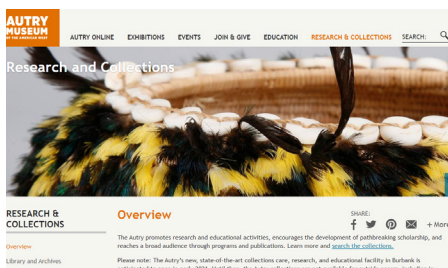 AUTRY
MUSEUM
OF THE AMERICAN WEST
AUTRY ONLINE EXHIBITIONS EVENTS JOIN & GIVE EDUCATION RESEARCH & COLLECTIONS SEARCH:
Research and Collections
RESEARCH &
COLLECTIONS
Overview
Library and Archives
Overview
SHARE:
+ More
The Autry promotes research and educational activities, encourages the development of pathbreaking scholarship, and
reaches a broad audience through programs and publications. Learn more and search the collections.
Please note: The Autry's new, state-of-the-art collections care, research, and educational facility in Burbank is